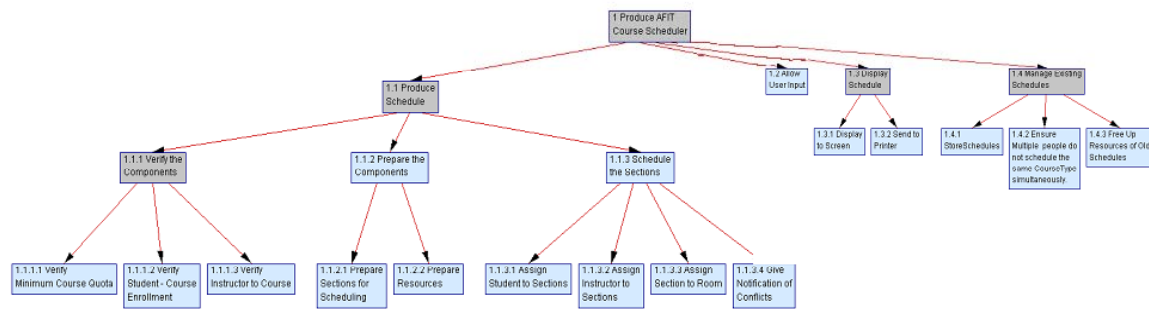 1 Produce AFIT
Course Scheduler
1.1 Produce
Schedule
1.2 Allow
User Input
1.3 Display
Schedule
1.4 Manage Existing
Schedules
1.3.1 Display
to Screen
1.3.2 Send to
Printer
1.4.1
StoreSchedules
1.4.2 Ensure
Multiple people do
not schedule the
same CourseType
simultaneously.
1.4.3 Free Up
Resources of Old
Schedules
1.1.1 Verify the
Components
1.1.2 Prepare the
Components
1.1.3 Schedule
the Sections
1.1.1.1 Verify
Minimum Course Quota
1.1.1.2 Verify
Student - Course
Enrollment
1.1.1.3 Verify
Instructor to Course
1.1.2.1 Prepare
Sections for
Scheduling
1.1.2.2 Prepare
Resources
1.1.3.1 Assign
Student to Sections
1.1.3.2 Assign
Instructor to
Sections
1.1.3.3 Assign
Section to Room
1.1.3.4 Give
Notification of
Conflicts